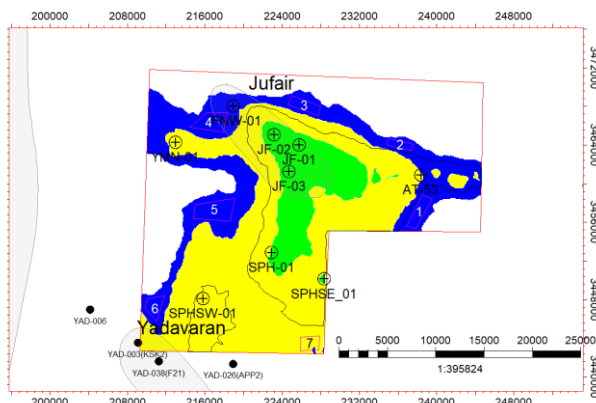 200000 208000 216000 224000 232000 240000 248000
3472000
Jufair
3
4
FNW-01
2
3464000
JF-02
YMN-01
JF-01
JF-03
AT-53
5
1
3456000
SPH-01
SPHSE_01
3448000
6
SPHSW-01
YAD-006
Yadavaran
7
0 5000 10000 15000 20000 25000
YAD-003(KSK2)
1:395824
YAD-038(F21)
YAD-026(APP2)
3440000
200000 208000 216000 224000 232000 240000 248000